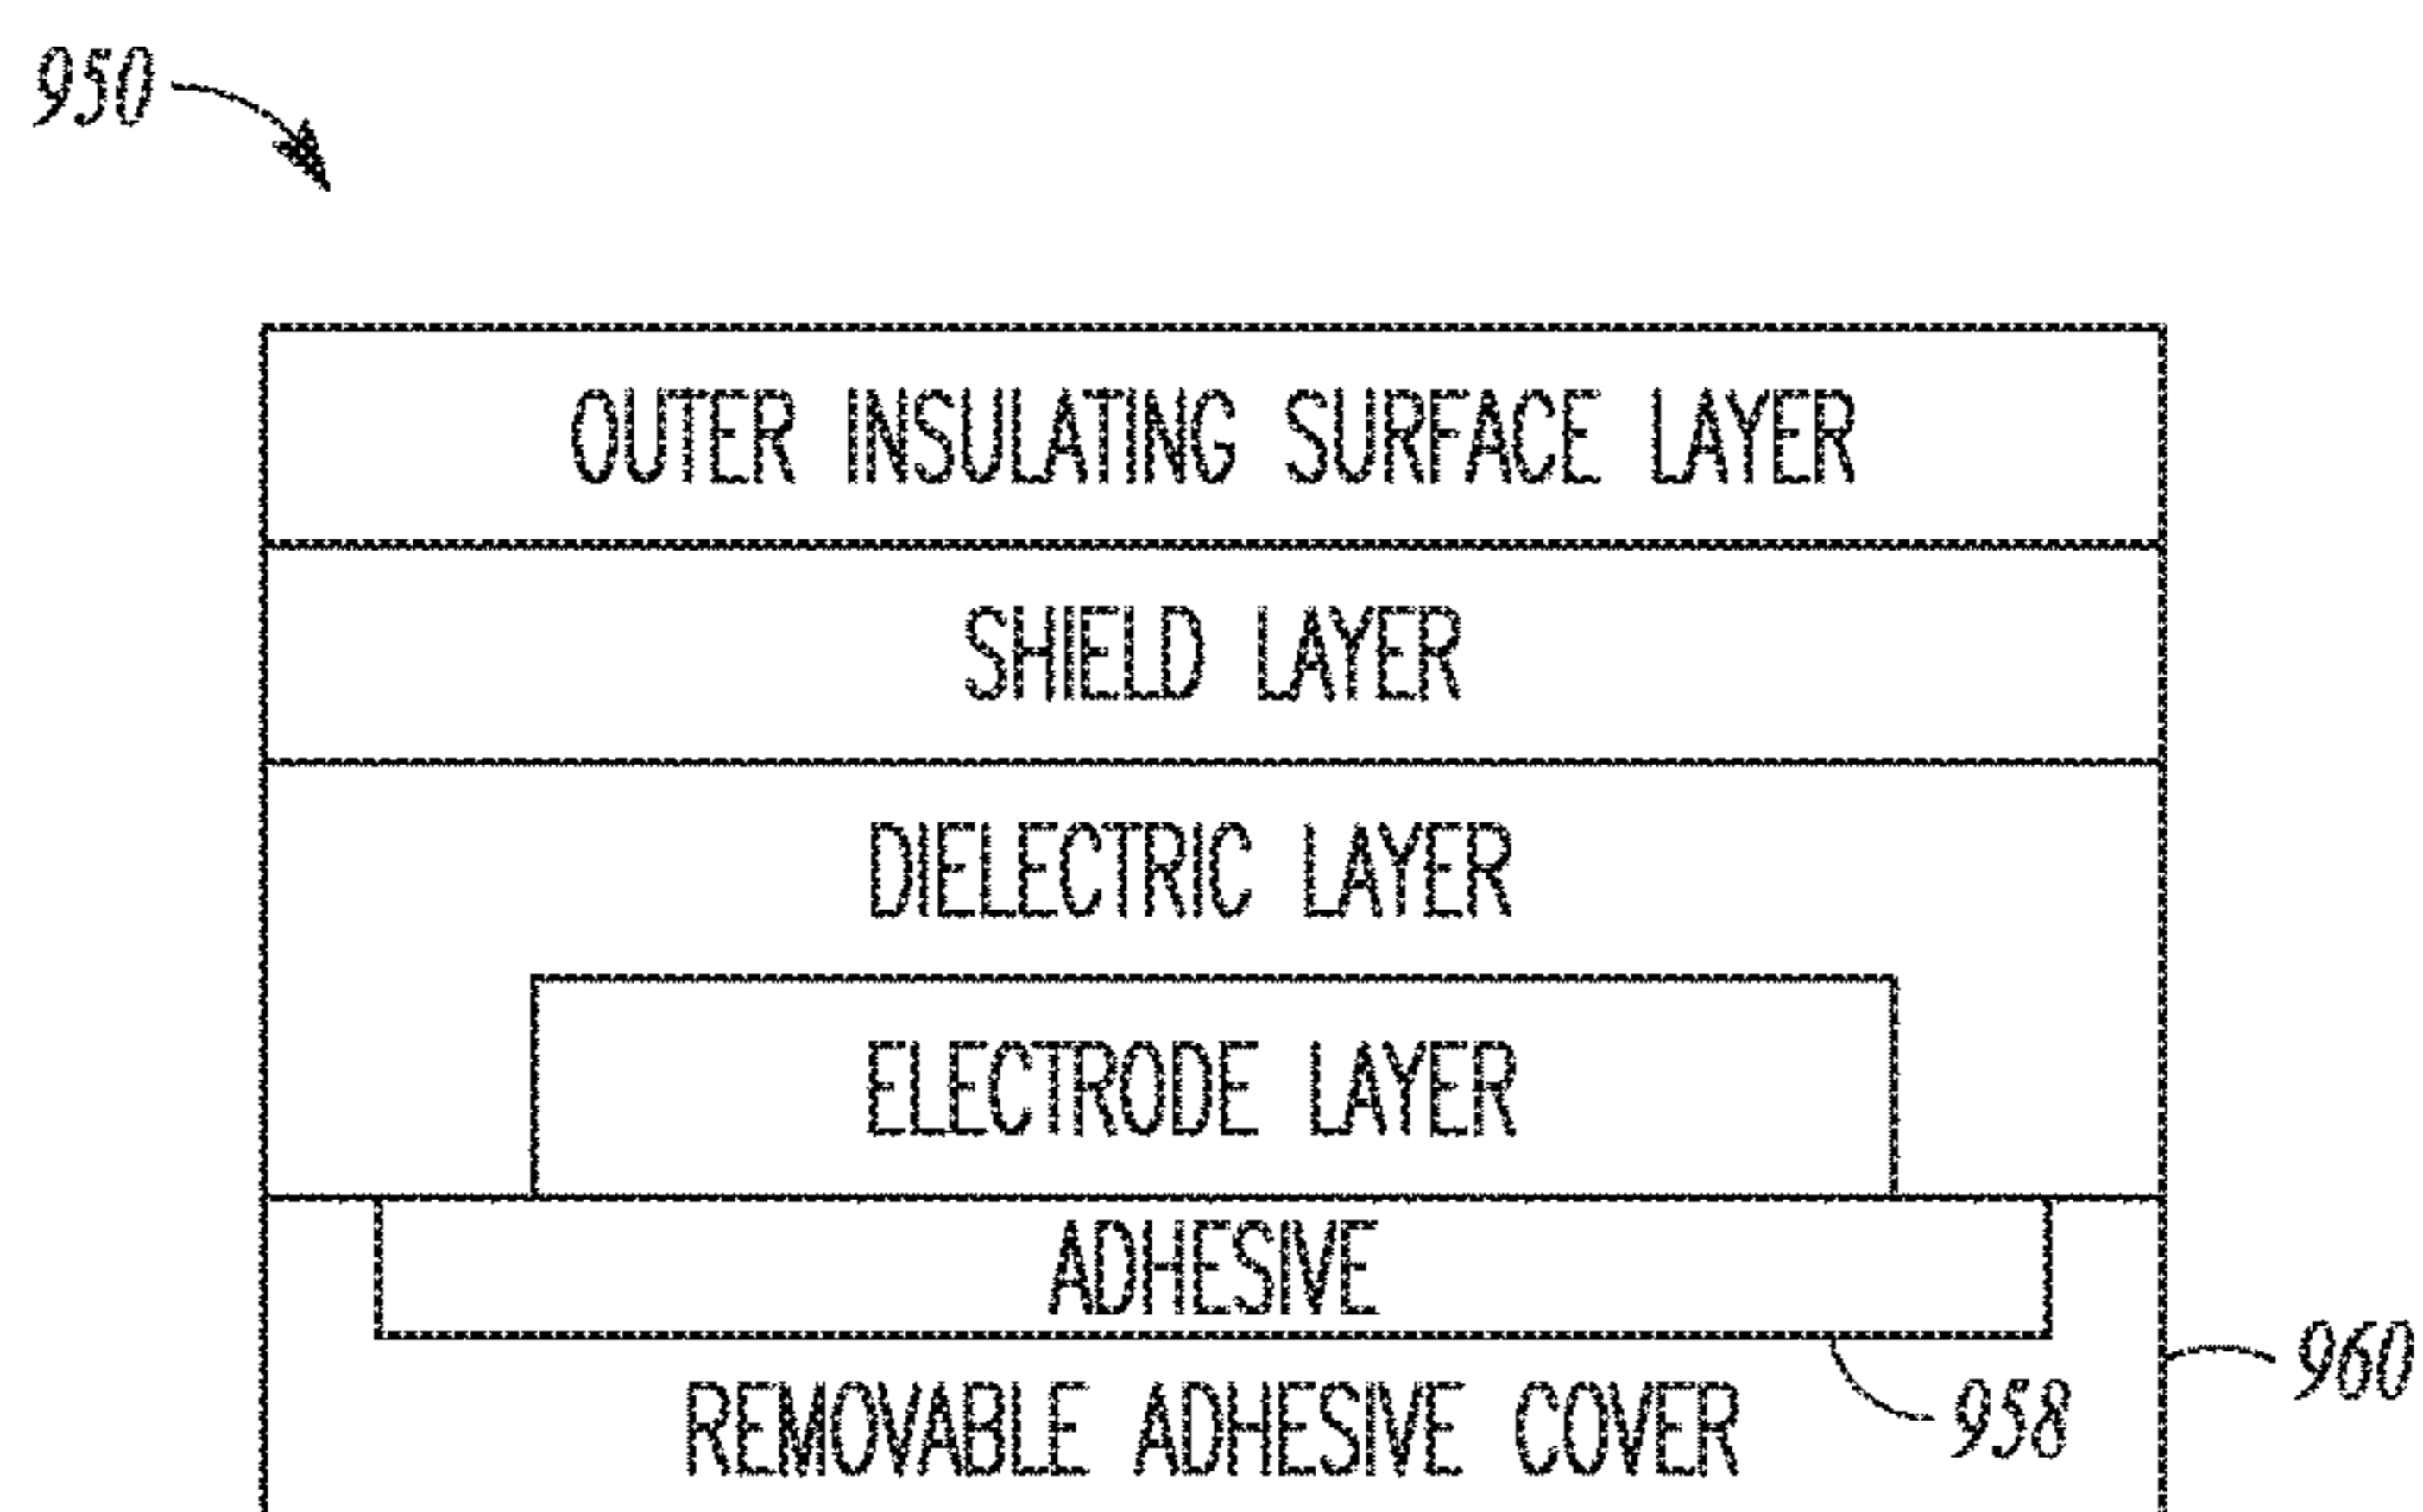 950
OUTER INSULATING SURFACE LAYER
SHIELD LAYER
DIELECTRIC LAYER
ELECTRODE LAYER
ADHESIVE
960
958
REMOVABLE ADHESIVE COVER